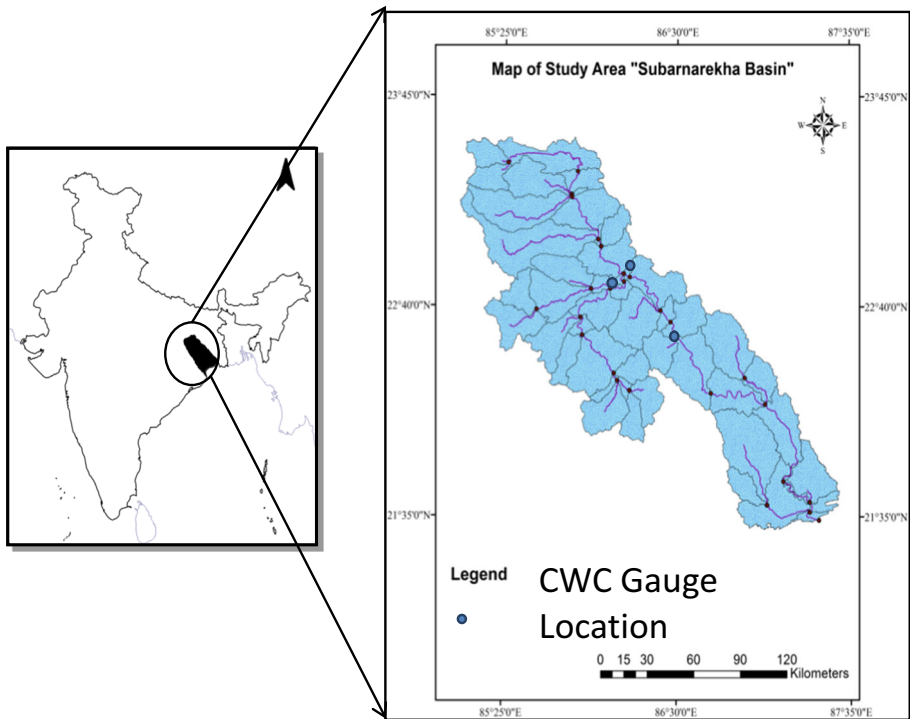 85°25'0"E 86°30'0"E 87°35'0"E
Map of Study Area "Subarnarekha Basin"
23°45'0"N 23°45'0"N
N
W E
S
22°40'0"N 22°40'0"N
21°35'0"N 21°35'0"N
Legend
CWC Gauge
Location
0 15 30 60 90 120
Kilometers
85°25'0"E 86°30'0"E 87°35'0"E